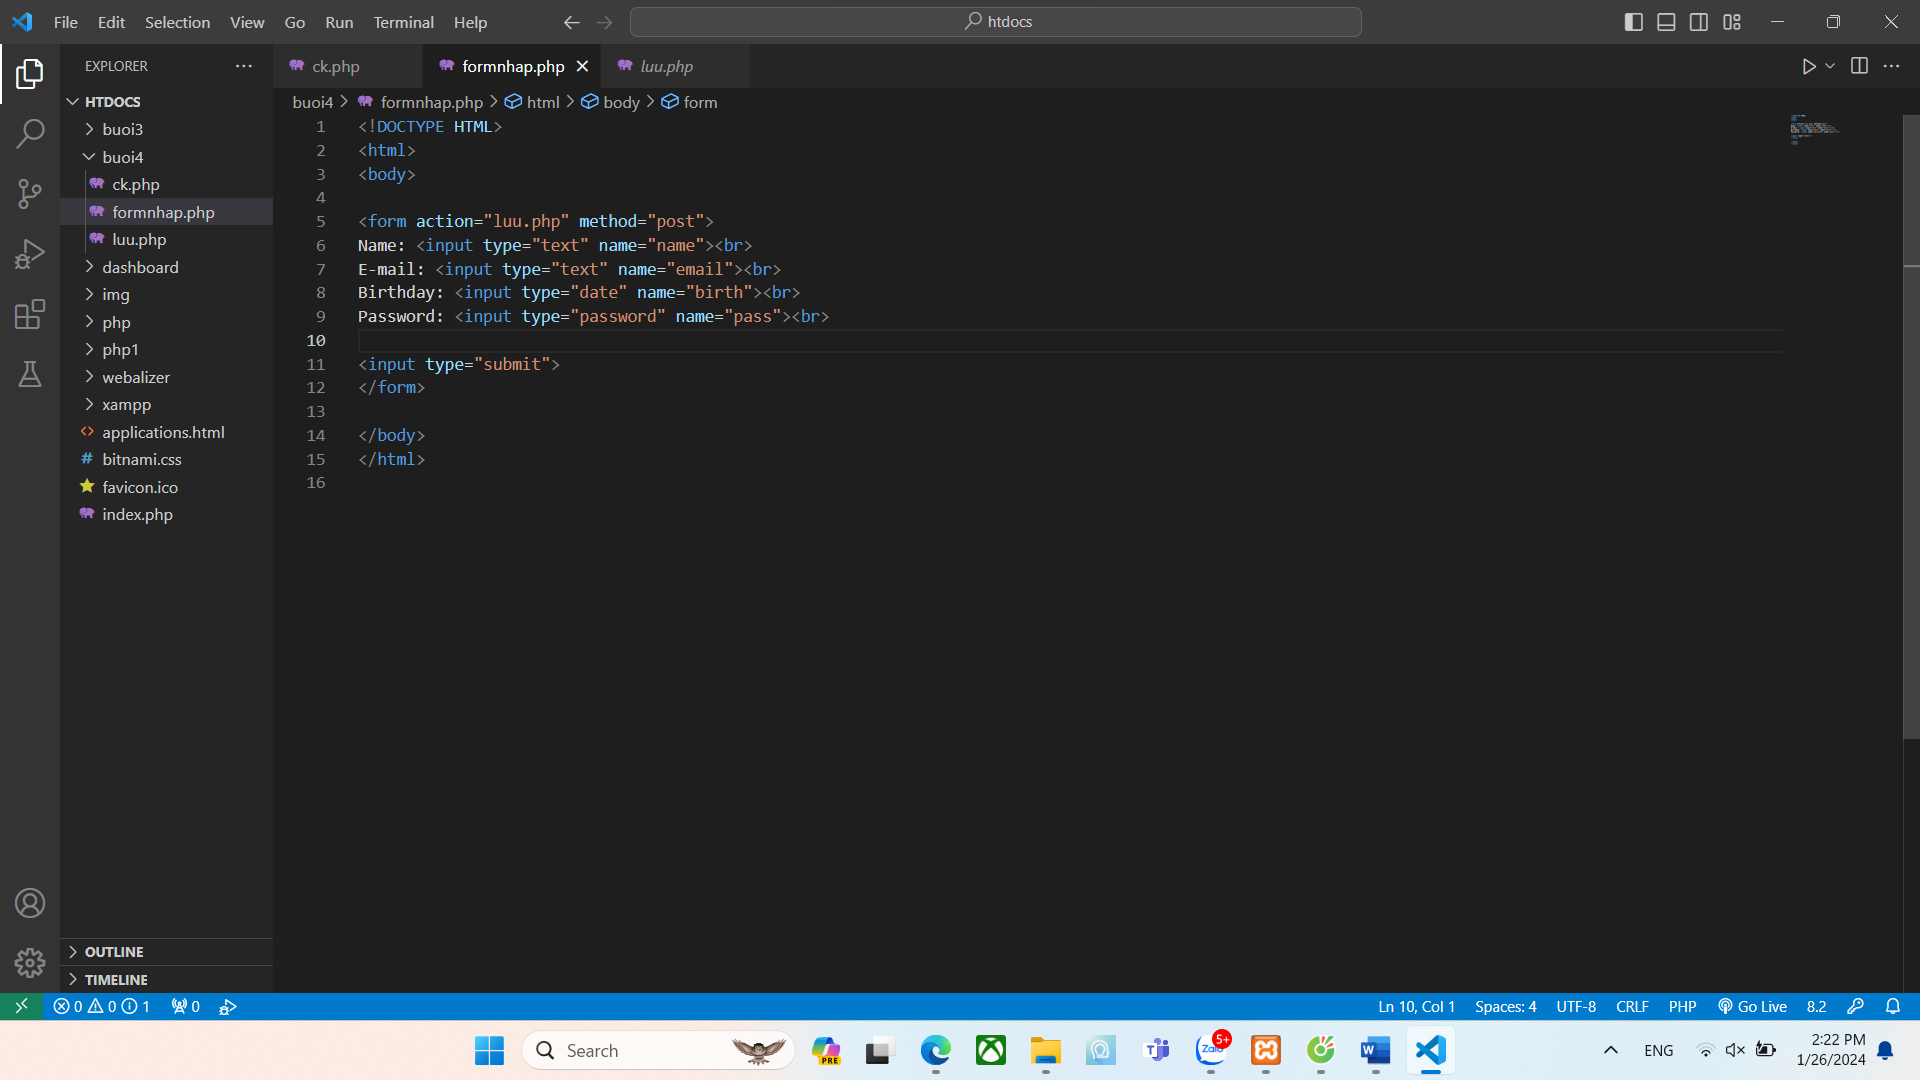 File Edit Selection View Go Run Terminal Help
htdocs
EXPLORER
HTDOCS
buoi3
buoi4
ck.php
formnhap.php
luu.php
dashboard
img
php
php1
webalizer
xampp
applications.html
# bitnami.css
favicon.ico
index.php
OUTLINE
TIMELINE
ck.php formnhap.php luu.php
buoi4 > formnhap.php > html > body > form
1 <!DOCTYPE HTML>
2 <html>
3 <body>
4
5 <form action="luu.php" method="post">
6 Name: <input type="text" name="name"><br>
7 E-mail: <input type="text" name="email"><br>
8 Birthday: <input type="date" name="birth"><br>
9 Password: <input type="password" name="pass"><br>
10
11 <input type="submit">
12 </form>
13
14 </body>
15 </html>
16
0 0 1 0
Ln 10, Col 1 Spaces: 4 UTF-8 CRLF PHP Go Live 8.2
Search
PRE
Zalo
5+
ENG
2:22 PM
1/26/2024